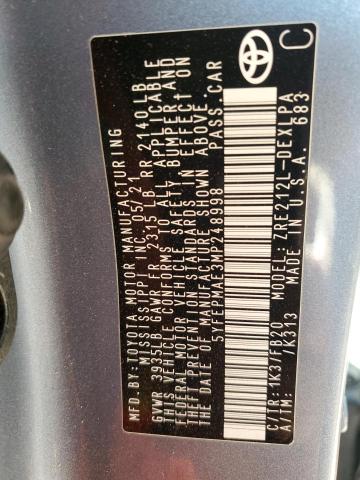 MFD. BY: TOYOTA MOTOR MANUFACTURING
MISSISSIPPI INC. 05/21
GVWR 3935LB GAWR FR 2315LB RR 2140LB
THIS VEHICLE CONFORMS TO ALL APPLICABLE
FEDERAL MOTOR VEHICLE SAFETY, BUMPER AND
THEFT PREVENTION STANDARDS IN EFFECT ON
THE DATE OF MANUFACTURE SHOWN ABOVE.
5YFEPMAE3MP248998 PASS. CAR
C/TR: 1K3/FB20 MODEL: ZRE212L-DEXLPA
A/TM: /K313 MADE IN U.S.A. 683
C